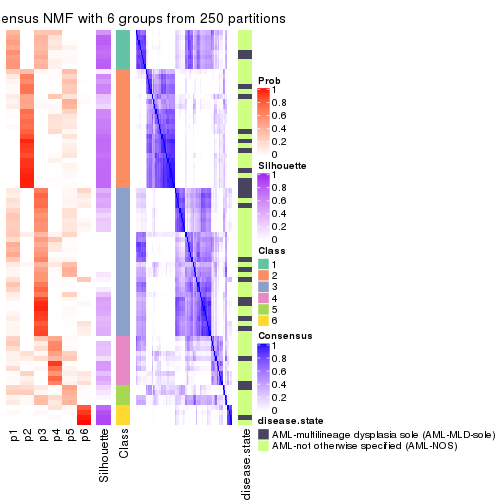 ensus NMF with 6 groups from 250 partitions
Prob
1
0.8
0.6
0.4
0.2
0
Silhouette
1
0.8
0.6
0.4
0.2
0
Class
1
2
3
4
5
6
Consensus
1
0.8
0.6
0.4
0.2
0
disease.state
AML-multilineage dysplasia sole (AML-MLD-sole)
AML-not otherwise specified (AML-NOS)
p1
p2
p3
p4
p5
p6
Silhouette
Class
disease.state